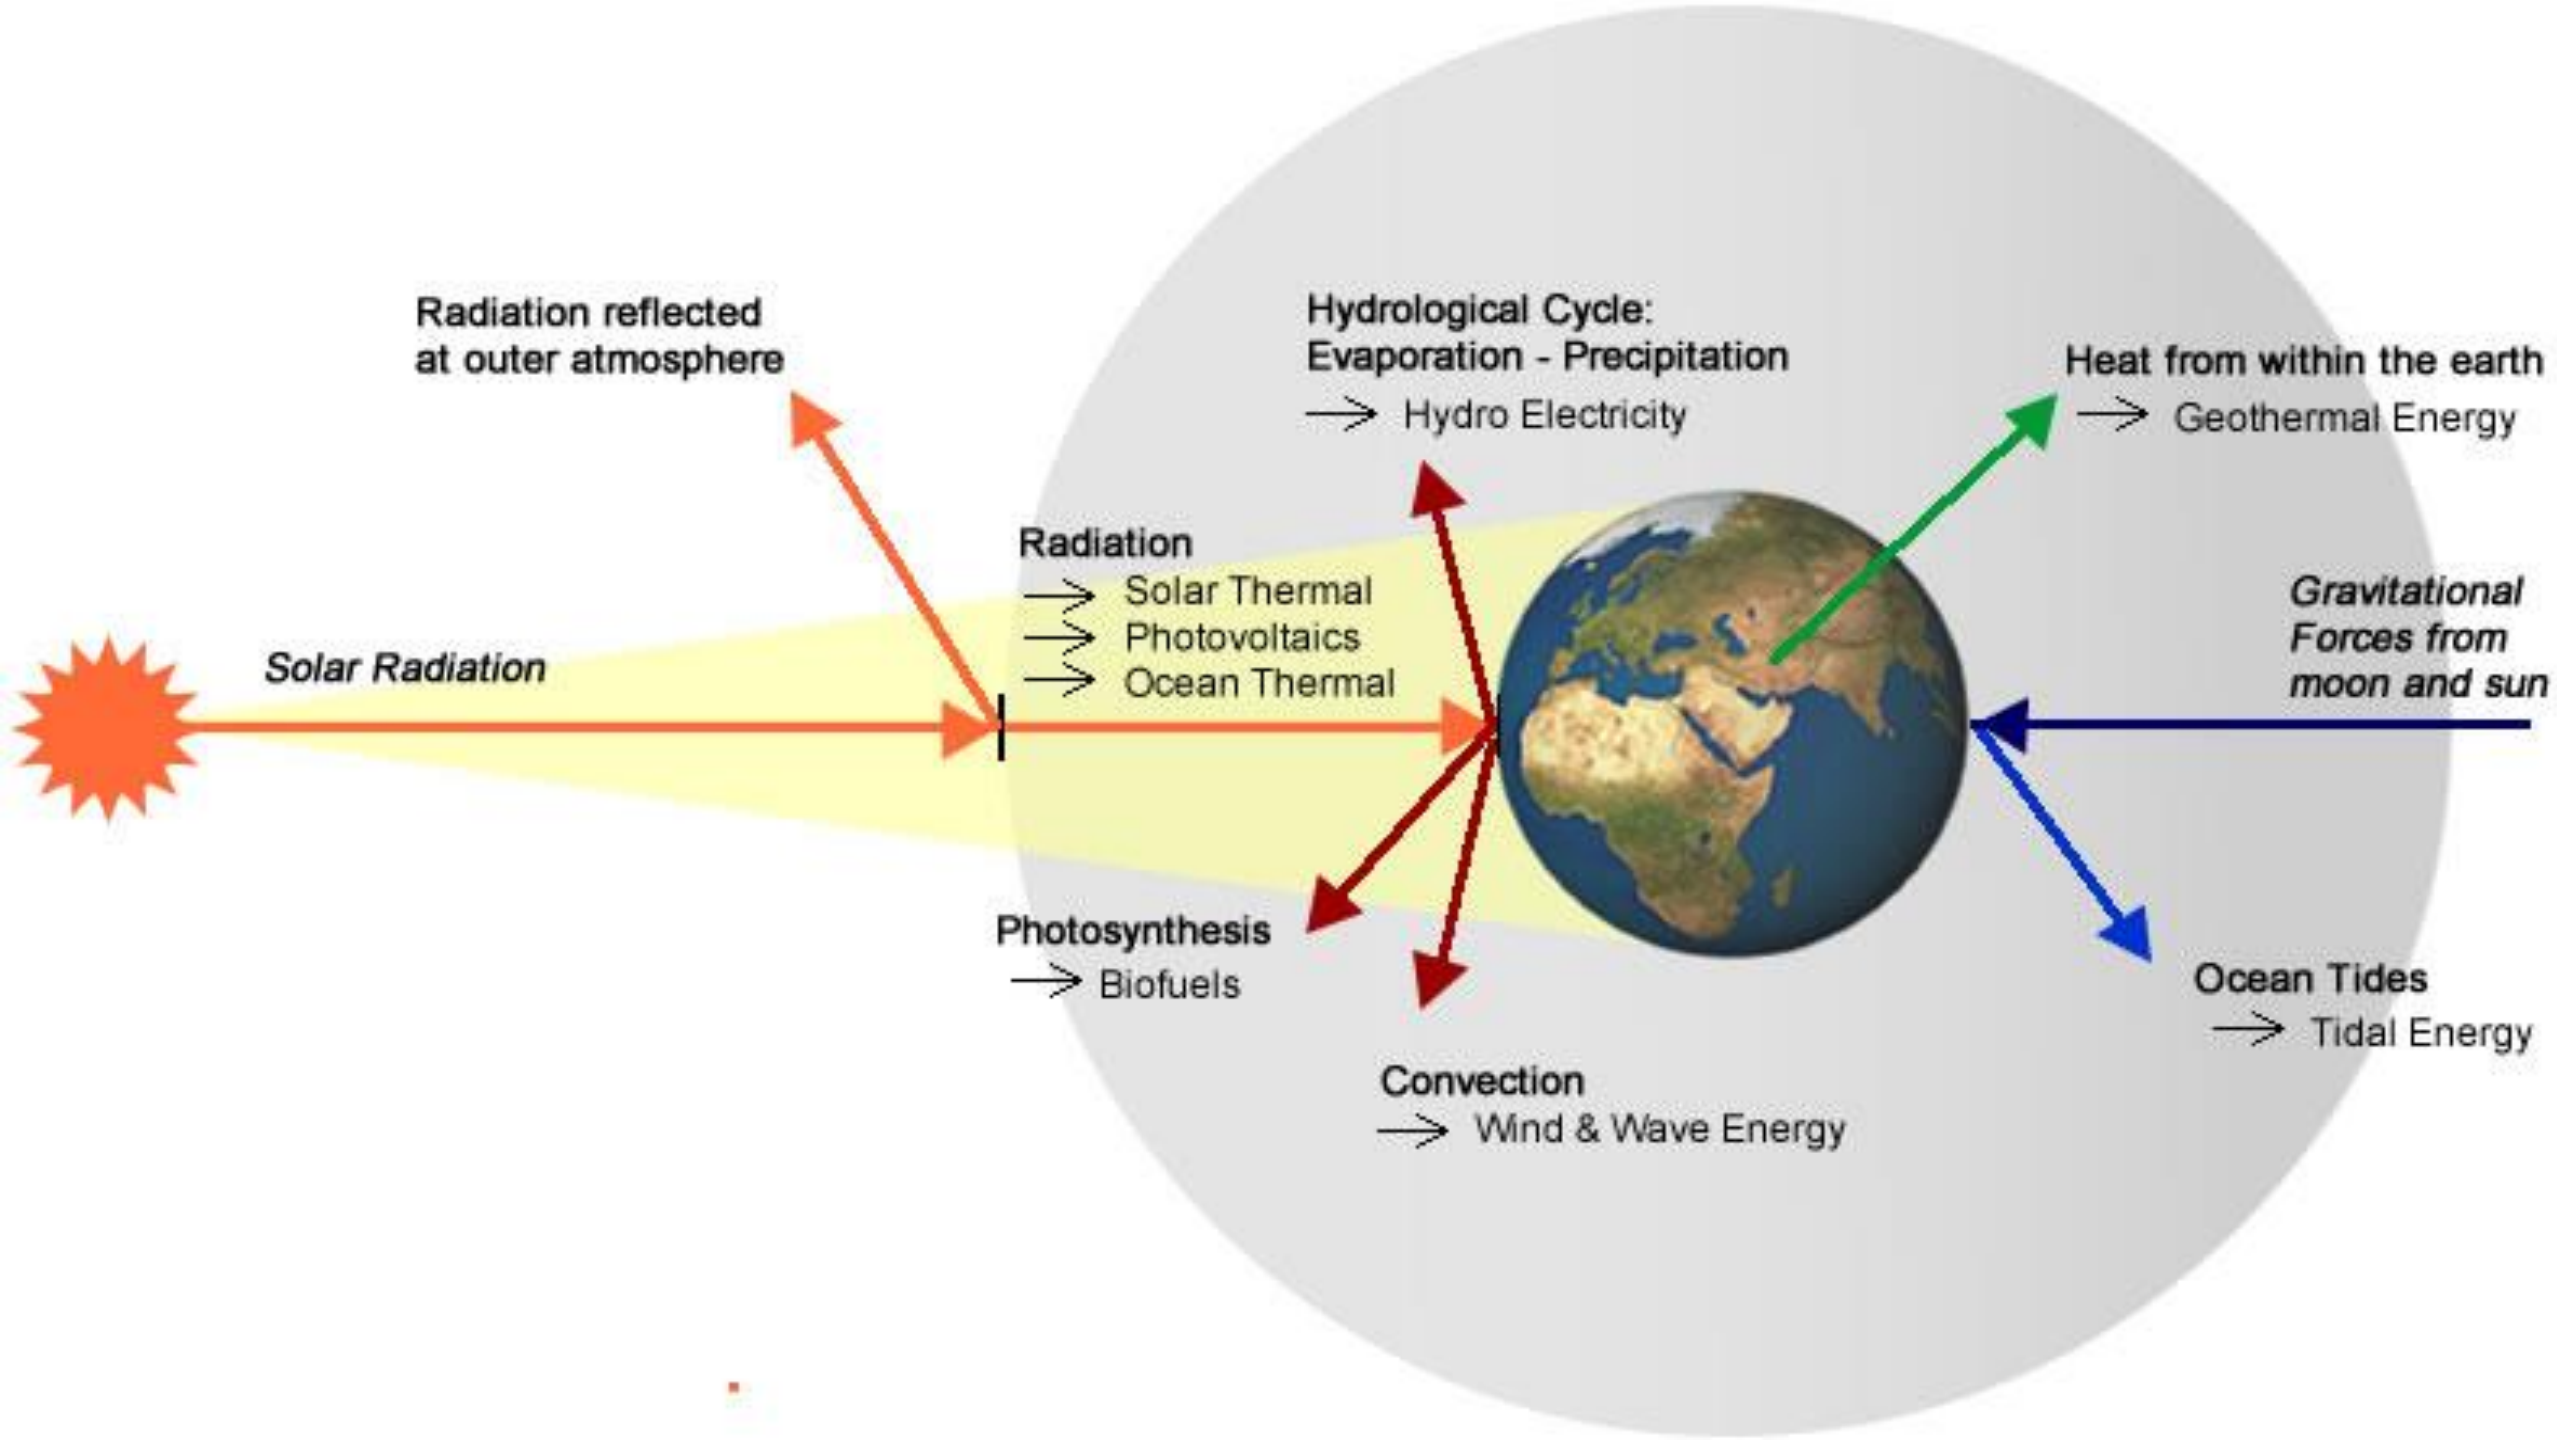 Radiation reflected
at outer atmosphere
Solar Radiation
Radiation
Solar Thermal
Photovoltaics
Ocean Thermal
Hydrological Cycle:
Evaporation - Precipitation
Hydro Electricity
Heat from within the earth
Geothermal Energy
Gravitational
Forces from
moon and sun
Photosynthesis
Biofuels
Convection
Wind & Wave Energy
Ocean Tides
Tidal Energy